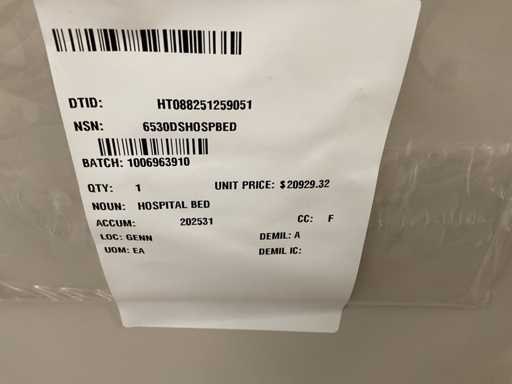 DTID: HT088251259051
NSN: 6530DSHOSPBED
BATCH: 1006963910
QTY: 1 UNIT PRICE: $20929.32
NOUN: HOSPITAL BED
ACCUM: 202531 CC: F
LOC: GENN DEMIL: A
UOM: EA DEMIL IC: